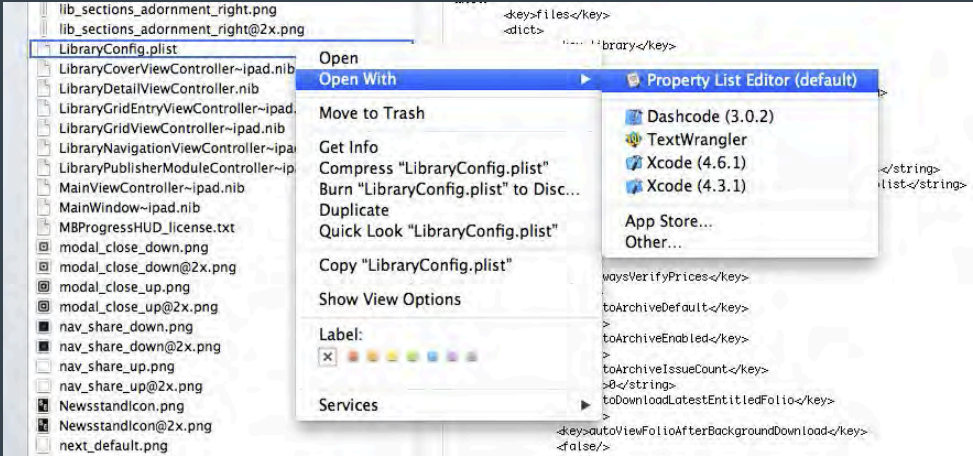 lib_sections_adornment_right.png
lib_sections_adornment_right@2x.png
LibraryConfig.plist
LibraryCoverViewController~ipad.nib
LibraryDetailViewController.nib
LibraryGridEntryViewController~ipad.
LibraryGridViewController~ipad.nib
LibraryNavigationViewController~ipa
LibraryPublisherModuleController~ip
MainViewController~ipad.nib
MainWindow~ipad.nib
MBProgressHUD_license.txt
modal_close_down.png
modal_close_down@2x.png
modal_close_up.png
modal_close_up@2x.png
nav_share_down.png
nav_share_down@2x.png
nav_share_up.png
nav_share_up@2x.png
NewsstandIcon.png
NewsstandIcon@2x.png
next_default.png
Open
Open With
Move to Trash
Get Info
Compress “LibraryConfig.plist”
Burn “LibraryConfig.plist” to Disc...
Duplicate
Quick Look “LibraryConfig.plist”
Copy “LibraryConfig.plist”
Show View Options
Label:
Services
Property List Editor (default)
Dashcode (3.0.2)
TextWrangler
Xcode (4.6.1)
Xcode (4.3.1)
App Store...
Other...
<key>files</key>
<dict>
library</key>
</string>
list</string>
waysVerifyPrices</key>
toArchiveDefault</key>
toArchiveEnabled</key>
toArchiveIssueCount</key>
>0</string>
toDownloadLatestEntitledFolio</key>
<key>autoViewFolioAfterBackgroundDownload</key>
<false/>